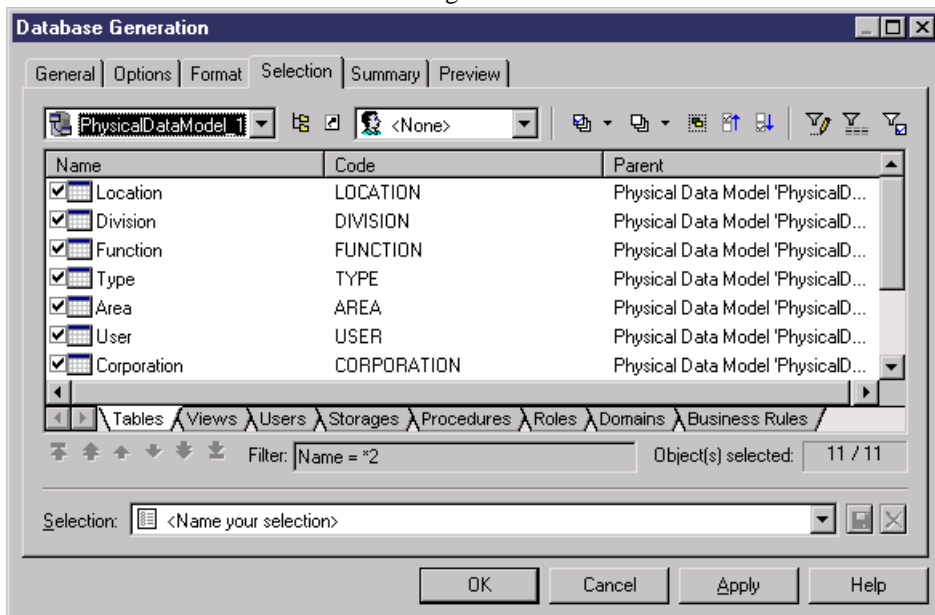 Database Generation
General Options Format Selection Summary Preview
PhysicalDataModel_1 <None>
Name Code Parent
Location LOCATION Physical Data Model 'PhysicalD...
Division DIVISION Physical Data Model 'PhysicalD...
Function FUNCTION Physical Data Model 'PhysicalD...
Type TYPE Physical Data Model 'PhysicalD...
Area AREA Physical Data Model 'PhysicalD...
User USER Physical Data Model 'PhysicalD...
Corporation CORPORATION Physical Data Model 'PhysicalD...
Tables Views Users Storages Procedures Roles Domains Business Rules
Filter: Name = *2 Object(s) selected: 11 / 11
Selection: <Name your selection>
OK Cancel Apply Help